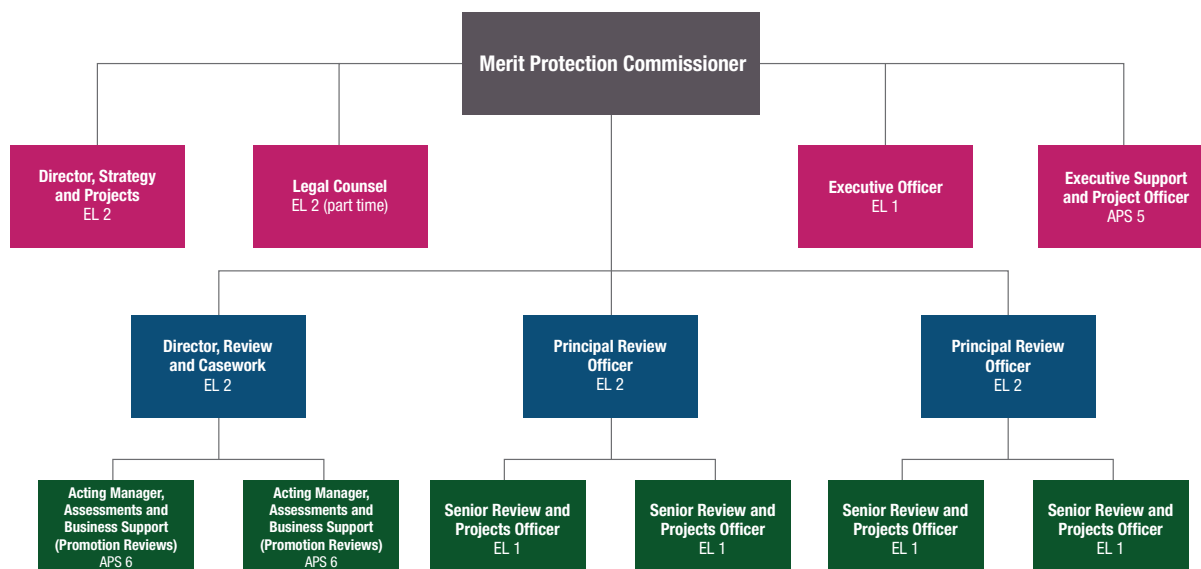 Merit Protection Commissioner
Director, Strategy
and Projects
EL 2
Legal Counsel
EL 2 (part time)
Executive Officer
EL 1
Executive Support
and Project Officer
APS 5
Director, Review
and Casework
EL 2
Principal Review
Officer
EL 2
Principal Review
Officer
EL 2
Acting Manager,
Assessments and
Business Support
(Promotion Reviews)
APS 6
Acting Manager,
Assessments and
Business Support
(Promotion Reviews)
APS 6
Senior Review and
Projects Officer
EL 1
Senior Review and
Projects Officer
EL 1
Senior Review and
Projects Officer
EL 1
Senior Review and
Projects Officer
EL 1